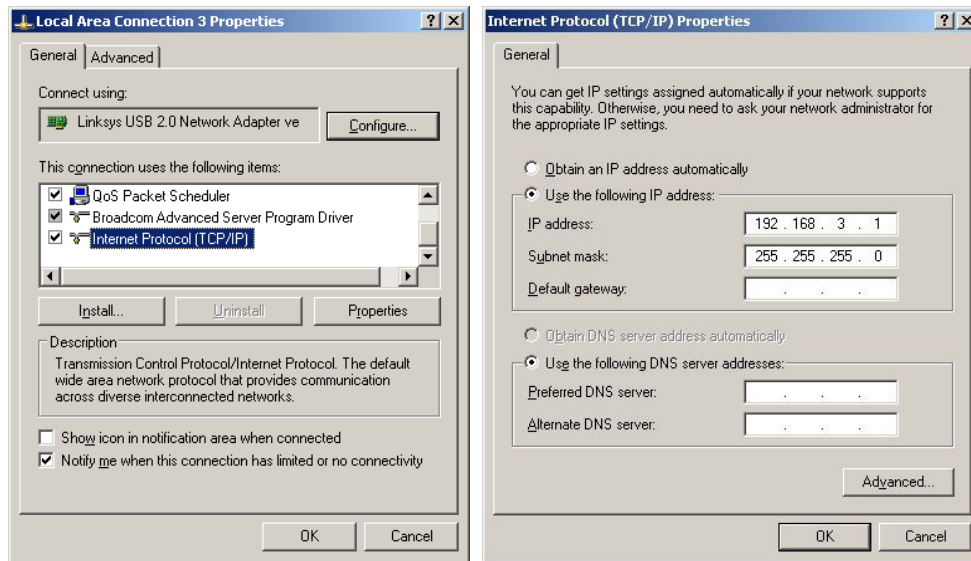 Local Area Connection 3 Properties
General
Advanced
Connect using:
Linksys USB 2.0 Network Adapter ve
Configure...
This connection uses the following items:
QoS Packet Scheduler
Broadcom Advanced Server Program Driver
Internet Protocol (TCP/IP)
Install...
Uninstall
Properties
Description
Transmission Control Protocol/Internet Protocol. The default
wide area network protocol that provides communication
across diverse interconnected networks.
Show icon in notification area when connected
Notify me when this connection has limited or no connectivity
OK
Cancel
Internet Protocol (TCP/IP) Properties
General
You can get IP settings assigned automatically if your network supports
this capability. Otherwise, you need to ask your network administrator for
the appropriate IP settings.
Obtain an IP address automatically
Use the following IP address:
IP address: 192 . 168 . 3 . 1
Subnet mask: 255 . 255 . 255 . 0
Default gateway: . . .
Obtain DNS server address automatically
Use the following DNS server addresses:
Preferred DNS server: . . .
Alternate DNS server: . . .
Advanced...
OK
Cancel